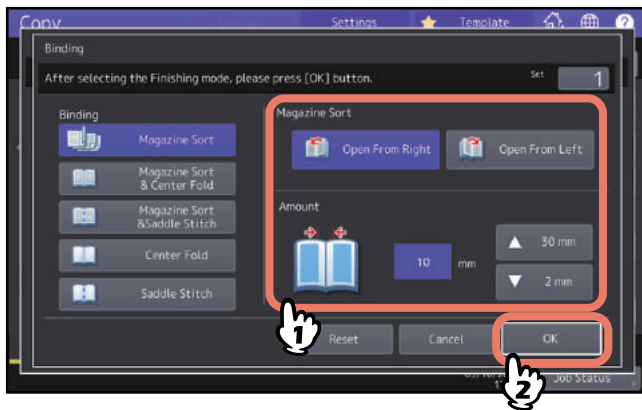 Copy
Settings
Template
Binding
After selecting the Finishing mode, please press [OK] button.
Set
1
Binding
Magazine Sort
Magazine Sort
& Center Fold
Magazine Sort
&Saddle Stitch
Center Fold
Saddle Stitch
Magazine Sort
Open From Right
Open From Left
Amount
10
mm
30 mm
2 mm
1
Reset
Cancel
OK
2
Job Status